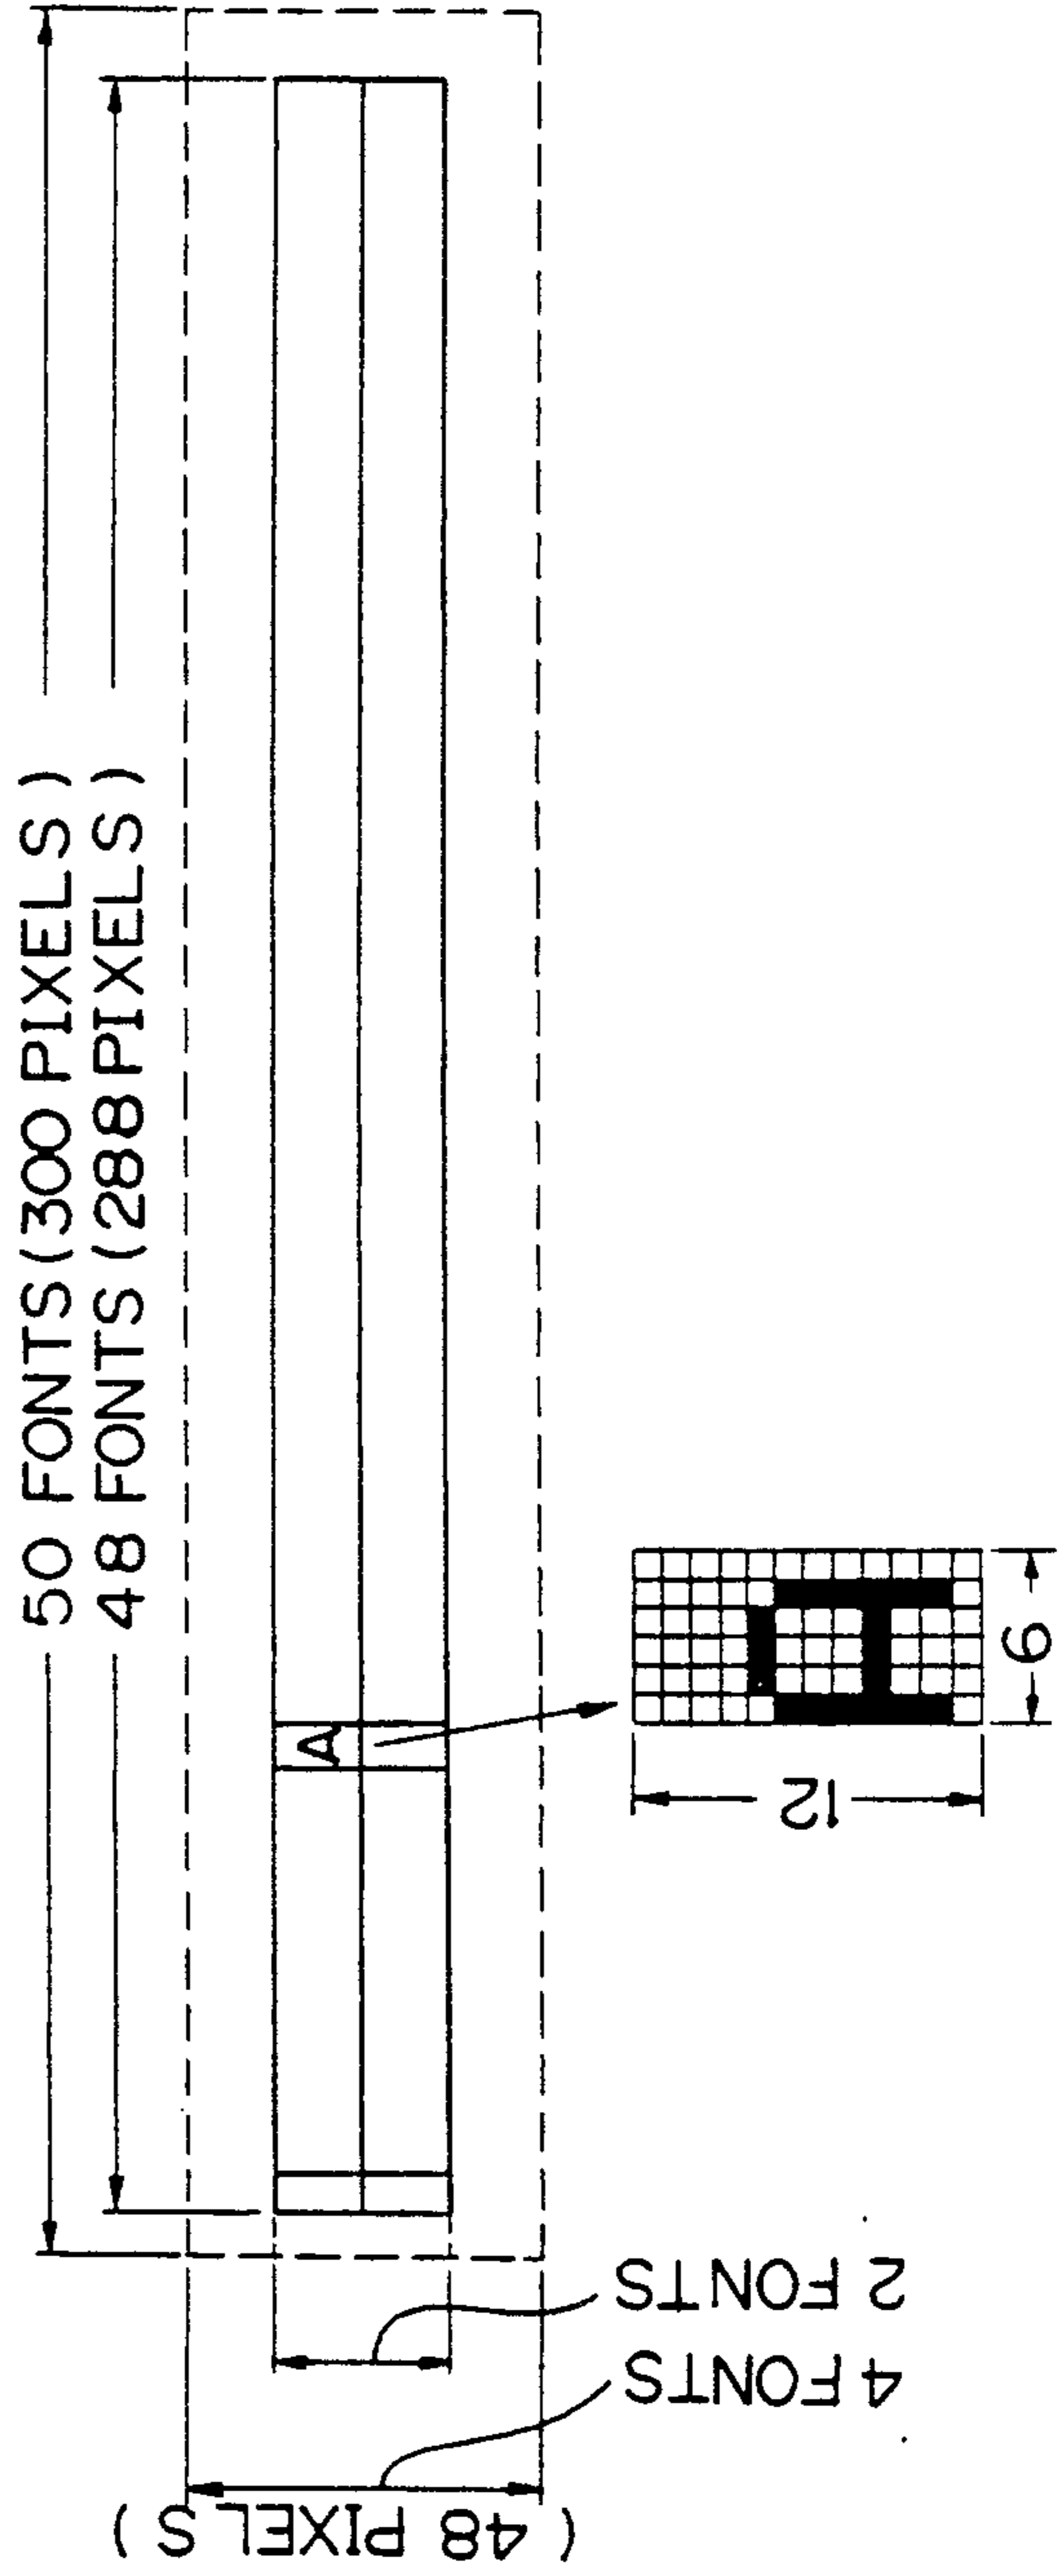 50 FONTS (300 PIXELS)
48 FONTS (288 PIXELS)
A
12
6
2 FONTS
4 FONTS
(48 PIXELS)